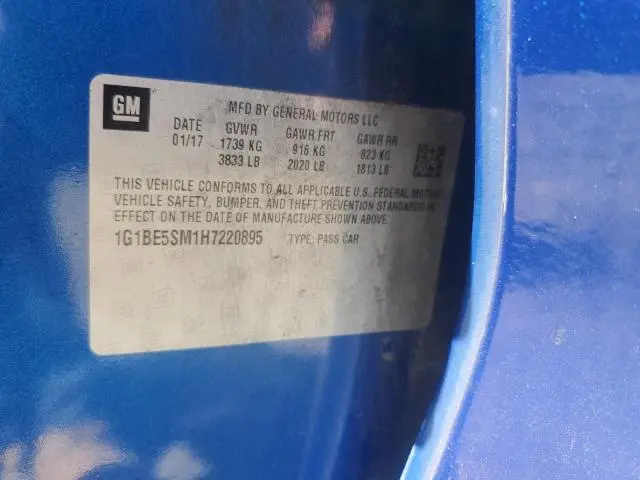 GM
MFD BY GENERAL MOTORS LLC
DATE GVWR GAWR FRT GAWR RR
01/17 1739 KG 916 KG 823 KG
3833 LB 2020 LB 1813 LB
THIS VEHICLE CONFORMS TO ALL APPLICABLE U.S. FEDERAL MOTOR
VEHICLE SAFETY, BUMPER, AND THEFT PREVENTION STANDARDS IN
EFFECT ON THE DATE OF MANUFACTURE SHOWN ABOVE.
1G1BE5SM1H7220895 TYPE: PASS CAR